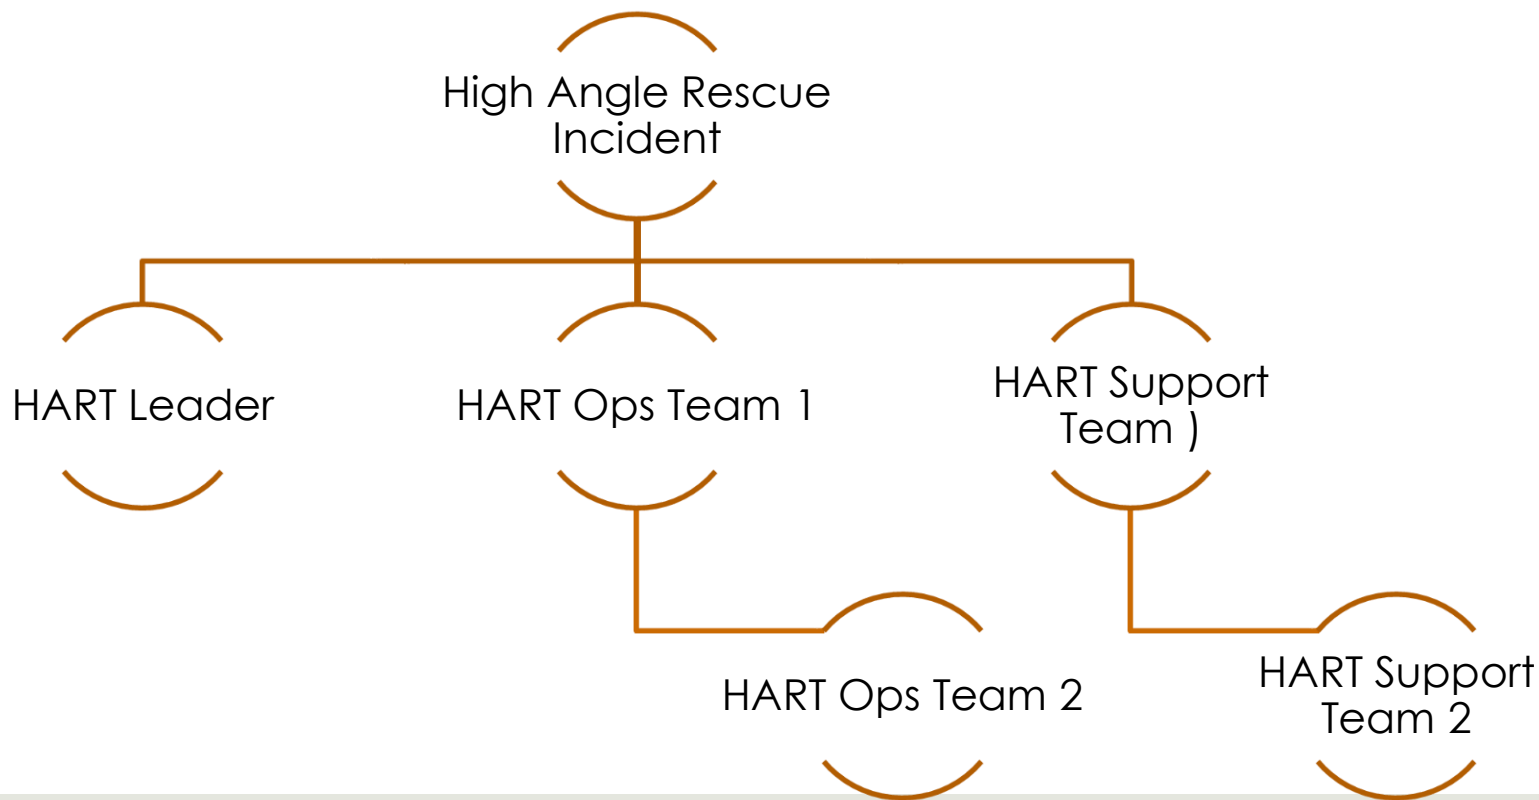 High Angle Rescue
Incident
HART Leader
HART Ops Team 1
HART Support
Team )
HART Ops Team 2
HART Support
Team 2